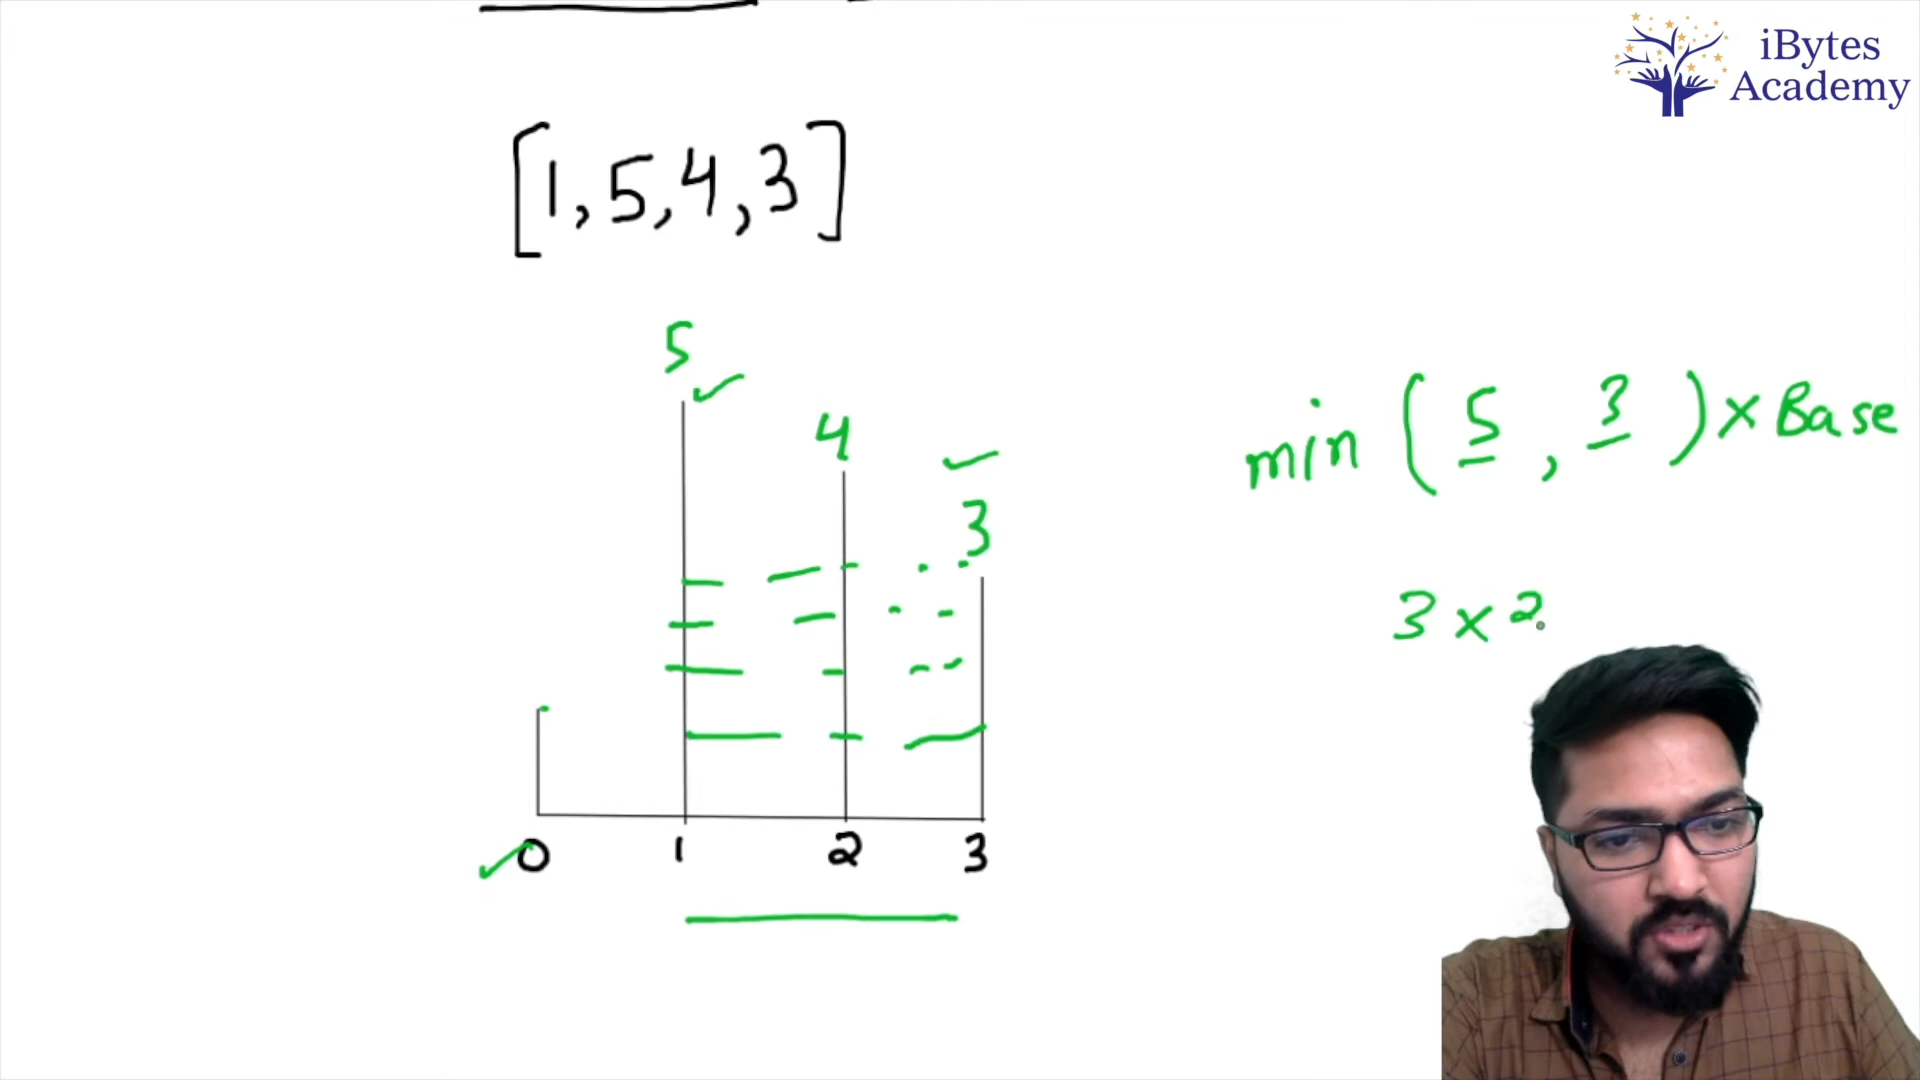 iBytes
Academy
[1,5,4,3]
5
4
3
min (5, 3) x Base
3 x 2
0 1 2 3